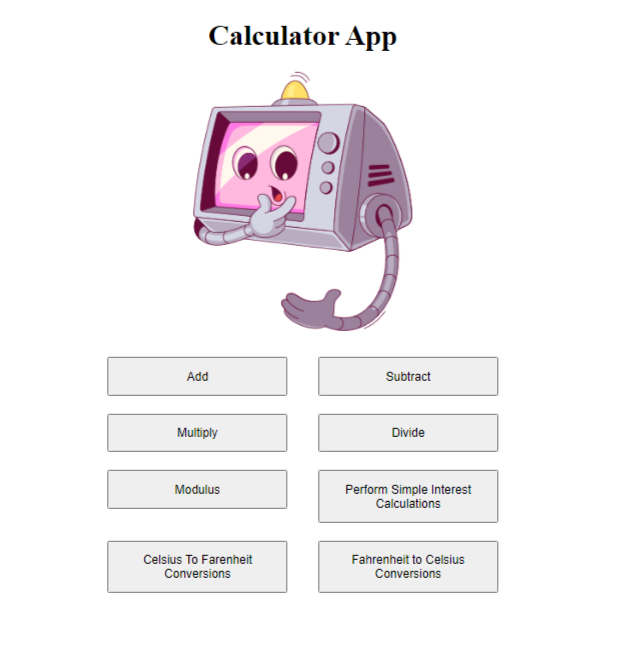 Calculator App
Add
Subtract
Multiply
Divide
Modulus
Perform Simple Interest
Calculations
Celsius To Farenheit
Conversions
Fahrenheit to Celsius
Conversions